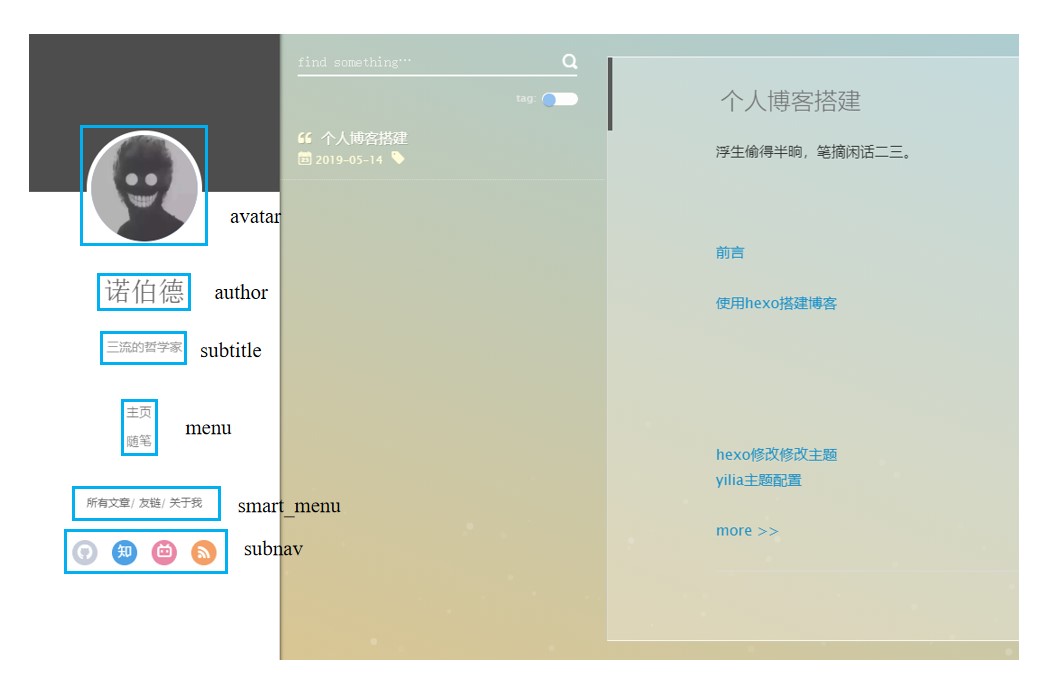 avatar
诺伯德
author
三流的哲学家
subtitle
主页
随笔
menu
所有文章/ 友链/ 关于我
smart_menu
知
subnav
find something…
tag:
个人博客搭建
2019-05-14
个人博客搭建
浮生偷得半晌，笔摘闲话二三。
前言
使用hexo搭建博客
hexo修改修改主题
yilia主题配置
more >>